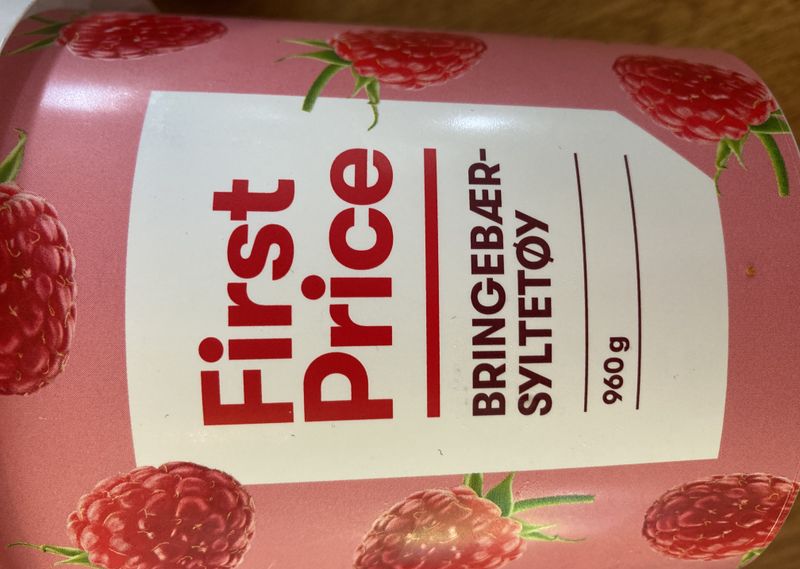 First
Price
BRINGEBÆR-
SYLTETØY
960 g